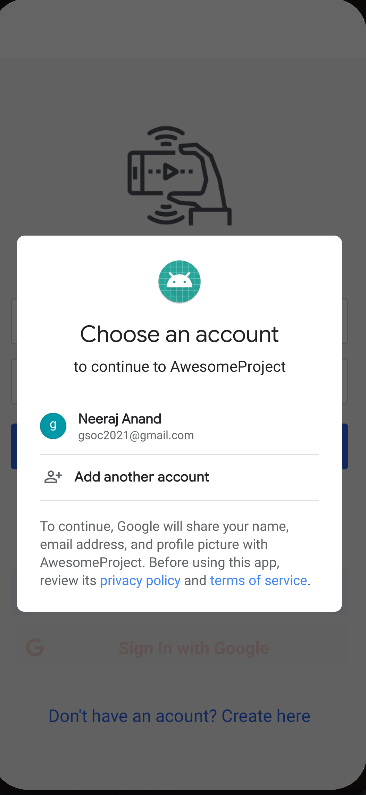 Choose an account
to continue to AwesomeProject
g
Neeraj Anand
gsoc2021@gmail.com
Add another account
To continue, Google will share your name,
email address, and profile picture with
AwesomeProject. Before using this app,
review its privacy policy and terms of service.
G
Sign In with Google
Don't have an acount? Create here